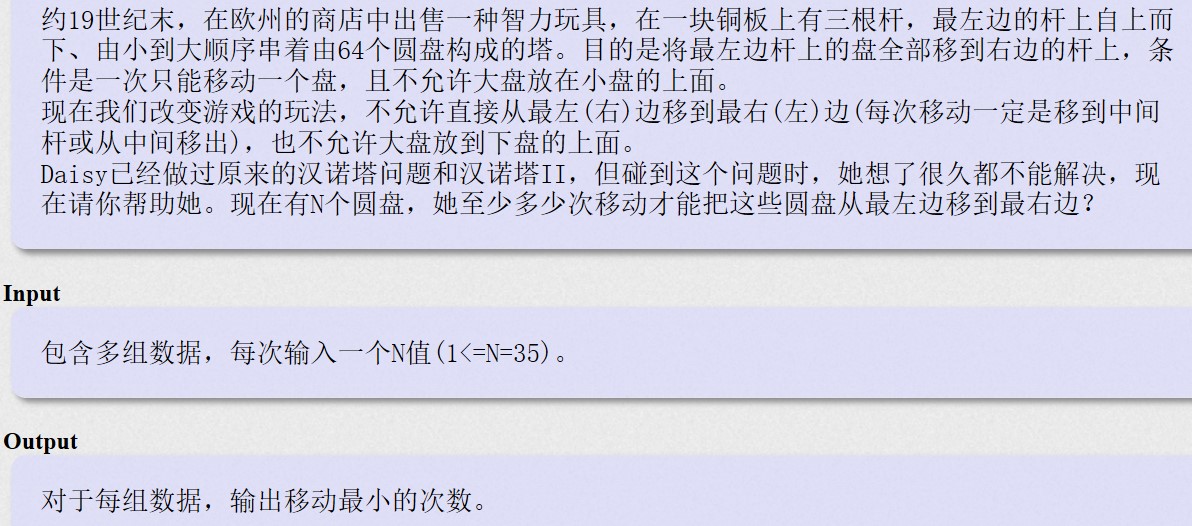 约19世纪末，在欧州的商店中出售一种智力玩具，在一块铜板上有三根杆，最左边的杆上自上而
下、由小到大顺序串着由64个圆盘构成的塔。目的是将最左边杆上的盘全部移到右边的杆上，条
件是一次只能移动一个盘，且不允许大盘放在小盘的上面。
现在我们改变游戏的玩法，不允许直接从最左(右)边移到最右(左)边(每次移动一定是移到中间
杆或从中间移出)，也不允许大盘放到下盘的上面。
Daisy已经做过原来的汉诺塔问题和汉诺塔II，但碰到这个问题时，她想了很久都不能解决，现
在请你帮助她。现在有N个圆盘，她至少多少次移动才能把这些圆盘从最左边移到最右边？
Input
包含多组数据，每次输入一个N值(1<=N=35)。
Output
对于每组数据，输出移动最小的次数。